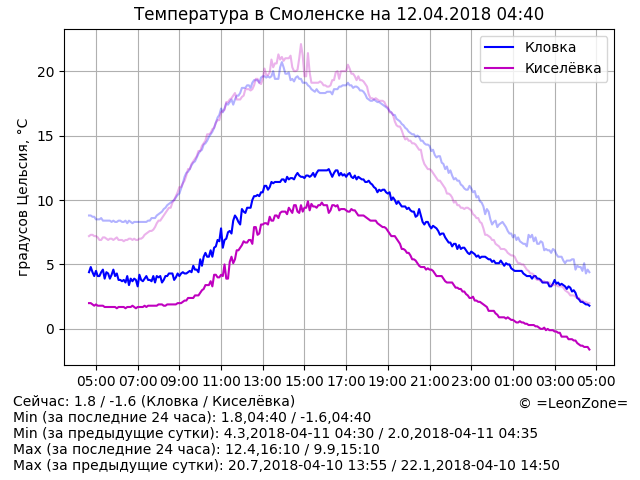 Температура в Смоленске на 12.04.2018 04:40
градусов Цельсия, °C
20
15
10
5
0
Кловка
Киселёвка
05:00 07:00 09:00 11:00 13:00 15:00 17:00 19:00 21:00 23:00 01:00 03:00 05:00
Сейчас: 1.8 / -1.6 (Кловка / Киселёвка)
© =LeonZone=
Min (за последние 24 часа): 1.8,04:40 / -1.6,04:40
Min (за предыдущие сутки): 4.3,2018-04-11 04:30 / 2.0,2018-04-11 04:35
Max (за последние 24 часа): 12.4,16:10 / 9.9,15:10
Max (за предыдущие сутки): 20.7,2018-04-10 13:55 / 22.1,2018-04-10 14:50